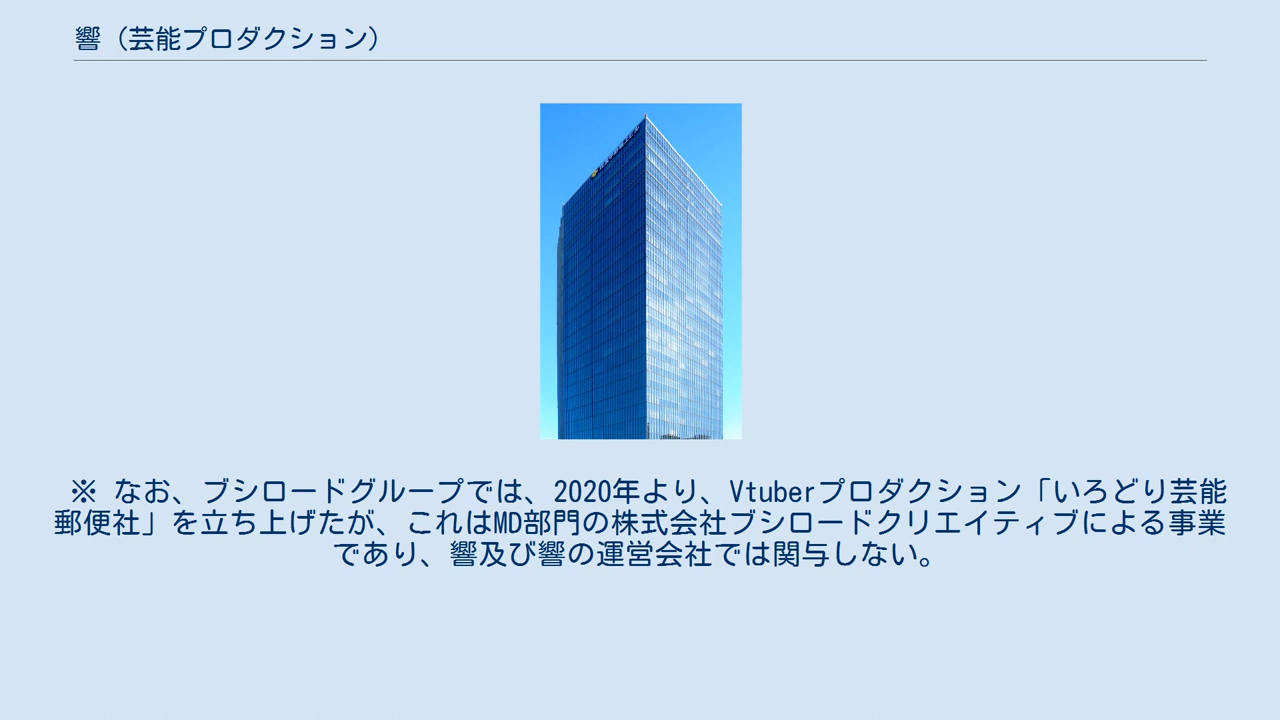 響（芸能プロダクション）
※ なお、ブシロードグループでは、2020年より、Vtuberプロダクション「いろどり芸能
郵便社」を立ち上げたが、これはMD部門の株式会社ブシロードクリエイティブによる事業
であり、響及び響の運営会社では関与しない。